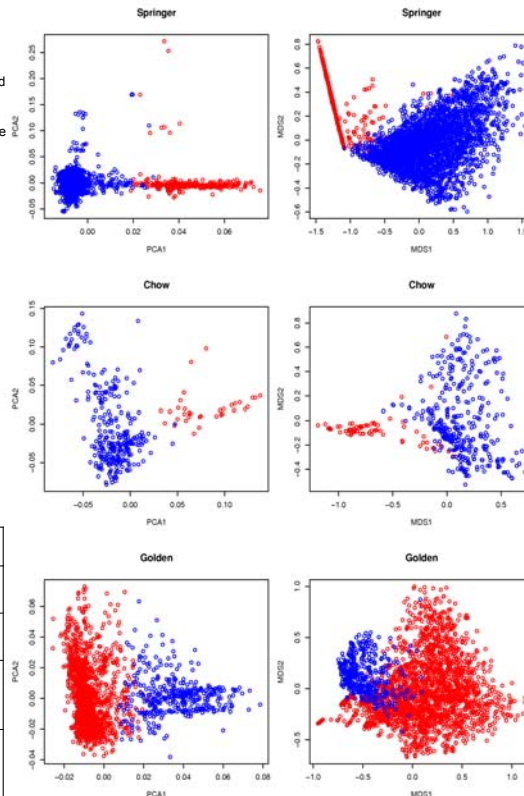 Springer
d
e
PCA2
0.25
0.20
0.15
0.10
0.05
0.00
−0.05
0.00 0.02 0.04 0.06
PCA1
Springer
MDS2
0.8
0.6
0.4
0.2
0.0
−0.2
−0.4
−0.6
−1.5 −1.0 −0.5 0.0 0.5 1.0 1.5
MDS1
Chow
PCA2
0.15
0.10
0.05
0.00
−0.05
−0.05 0.00 0.05 0.10
PCA1
Chow
MDS2
0.8
0.6
0.4
0.2
0.0
−0.2
−0.4
−1.0 −0.5 0.0 0.5
MDS1
Golden
PCA2
0.06
0.04
0.02
0.00
−0.02
−0.04
−0.02 0.00 0.02 0.04 0.06 0.08
PCA1
Golden
MDS2
1.0
0.5
0.0
−0.5
−1.0 −0.5 0.0 0.5 1.0
MDS1